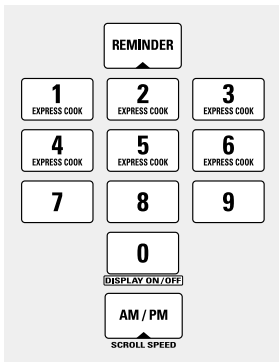 REMINDER
1 2 3
EXPRESS COOK EXPRESS COOK EXPRESS COOK
4 5 6
EXPRESS COOK EXPRESS COOK EXPRESS COOK
7 8 9
0
DISPLAY ON/OFF
AM / PM
SCROLL SPEED